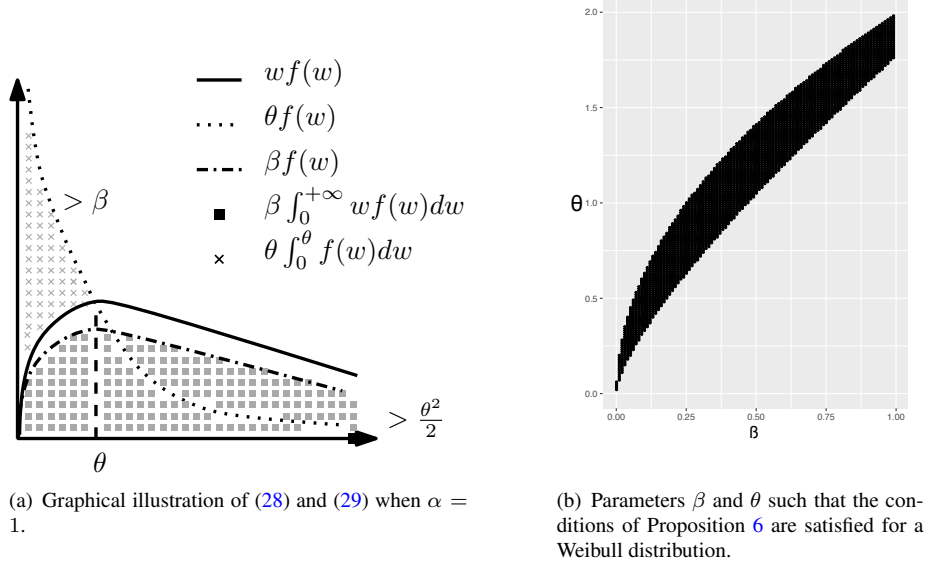 wf(w)
θf(w)
βf(w)
β ∫₀^{+∞} wf(w)dw
θ ∫₀^θ f(w)dw
> β
> θ²/2
θ
(a) Graphical illustration of (28) and (29) when α =
1.
2.0
1.5
θ 1.0
0.5
0.0
0.00 0.25 0.50 0.75 1.00
β
(b) Parameters β and θ such that the con-
ditions of Proposition 6 are satisfied for a
Weibull distribution.